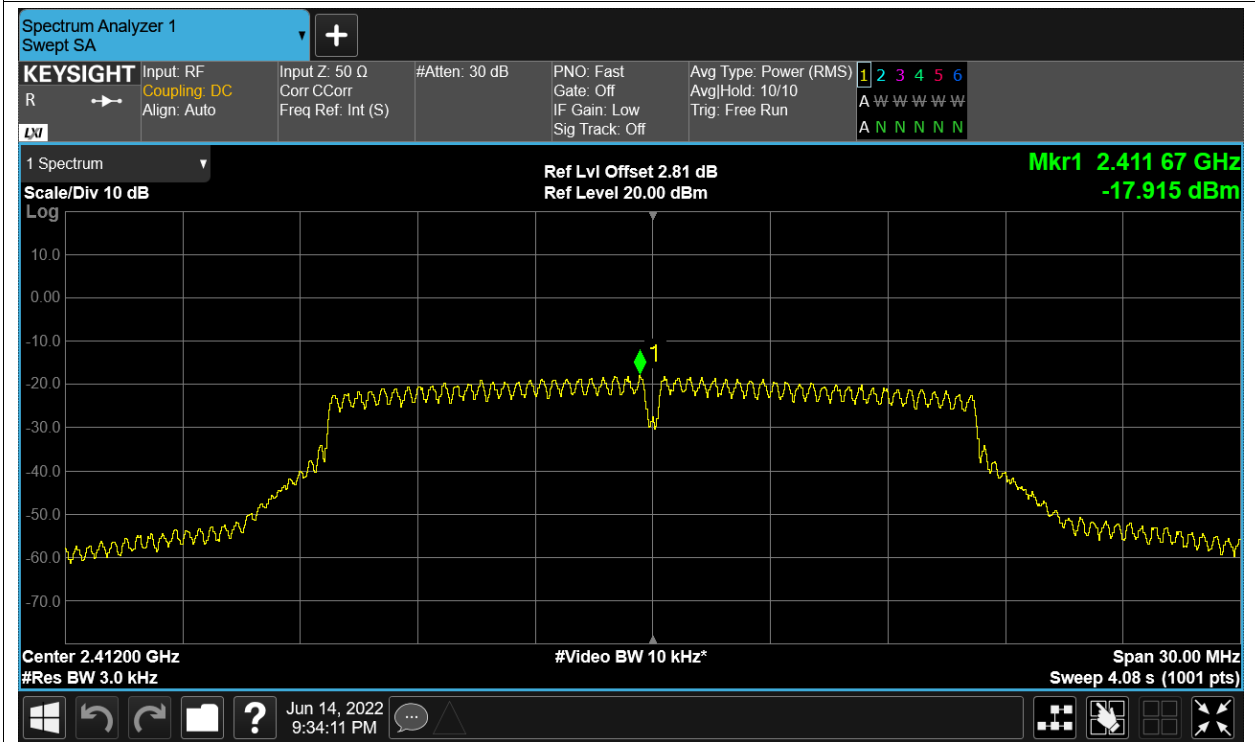 Spectrum Analyzer 1
Swept SA
+
KEYSIGHT
R
LXI
Input: RF
Coupling: DC
Align: Auto
Input Z: 50 Ω
Corr CCorr
Freq Ref: Int (S)
#Atten: 30 dB
PNO: Fast
Gate: Off
IF Gain: Low
Sig Track: Off
Avg Type: Power (RMS)
Avg|Hold: 10/10
Trig: Free Run
1 2 3 4 5 6
A W W W W W
A N N N N N
1 Spectrum
Scale/Div 10 dB
Log
Ref Lvl Offset 2.81 dB
Ref Level 20.00 dBm
Mkr1 2.411 67 GHz
-17.915 dBm
10.0
0.00
-10.0
-20.0
-30.0
-40.0
-50.0
-60.0
-70.0
1
Center 2.41200 GHz
#Res BW 3.0 kHz
#Video BW 10 kHz*
Span 30.00 MHz
Sweep 4.08 s (1001 pts)
?
Jun 14, 2022
9:34:11 PM